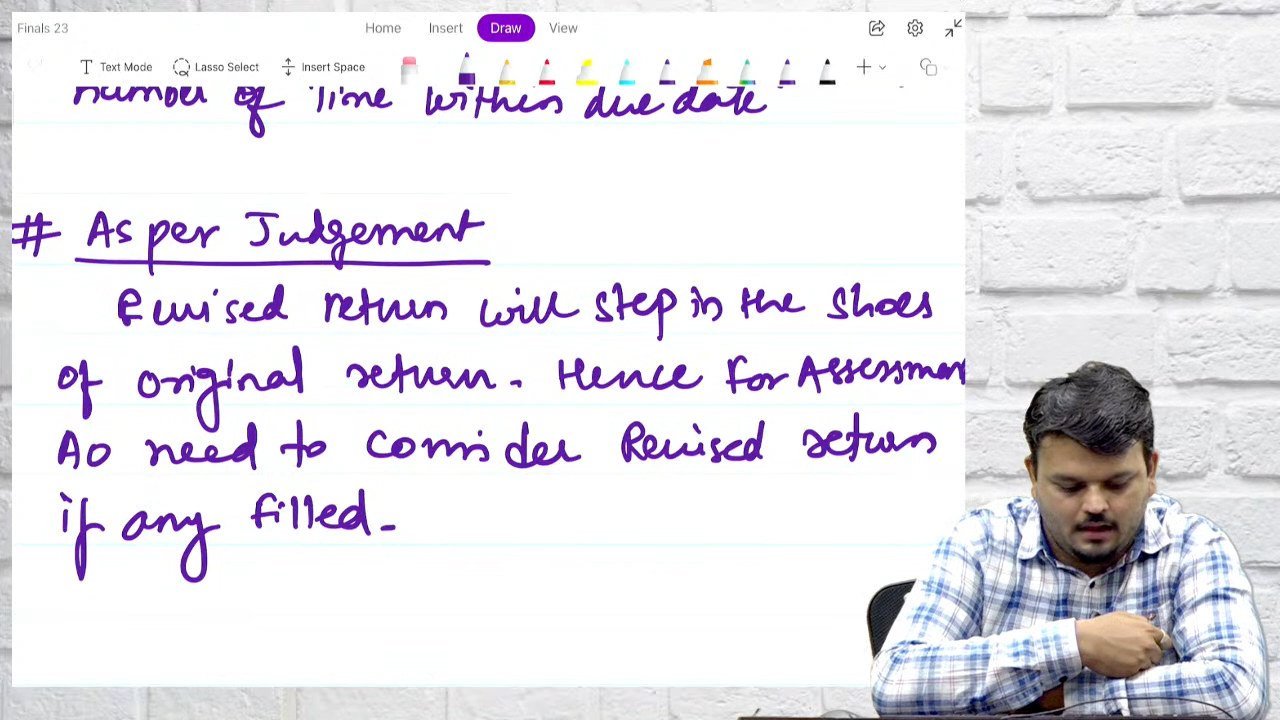 Finals 23
Home Insert Draw View
Text Mode Lasso Select Insert Space
number of Time within due date
# As per Judgement
Revised return will step in the shoes
of original return. Hence for Assessment
AO need to consider Revised return
if any filled.